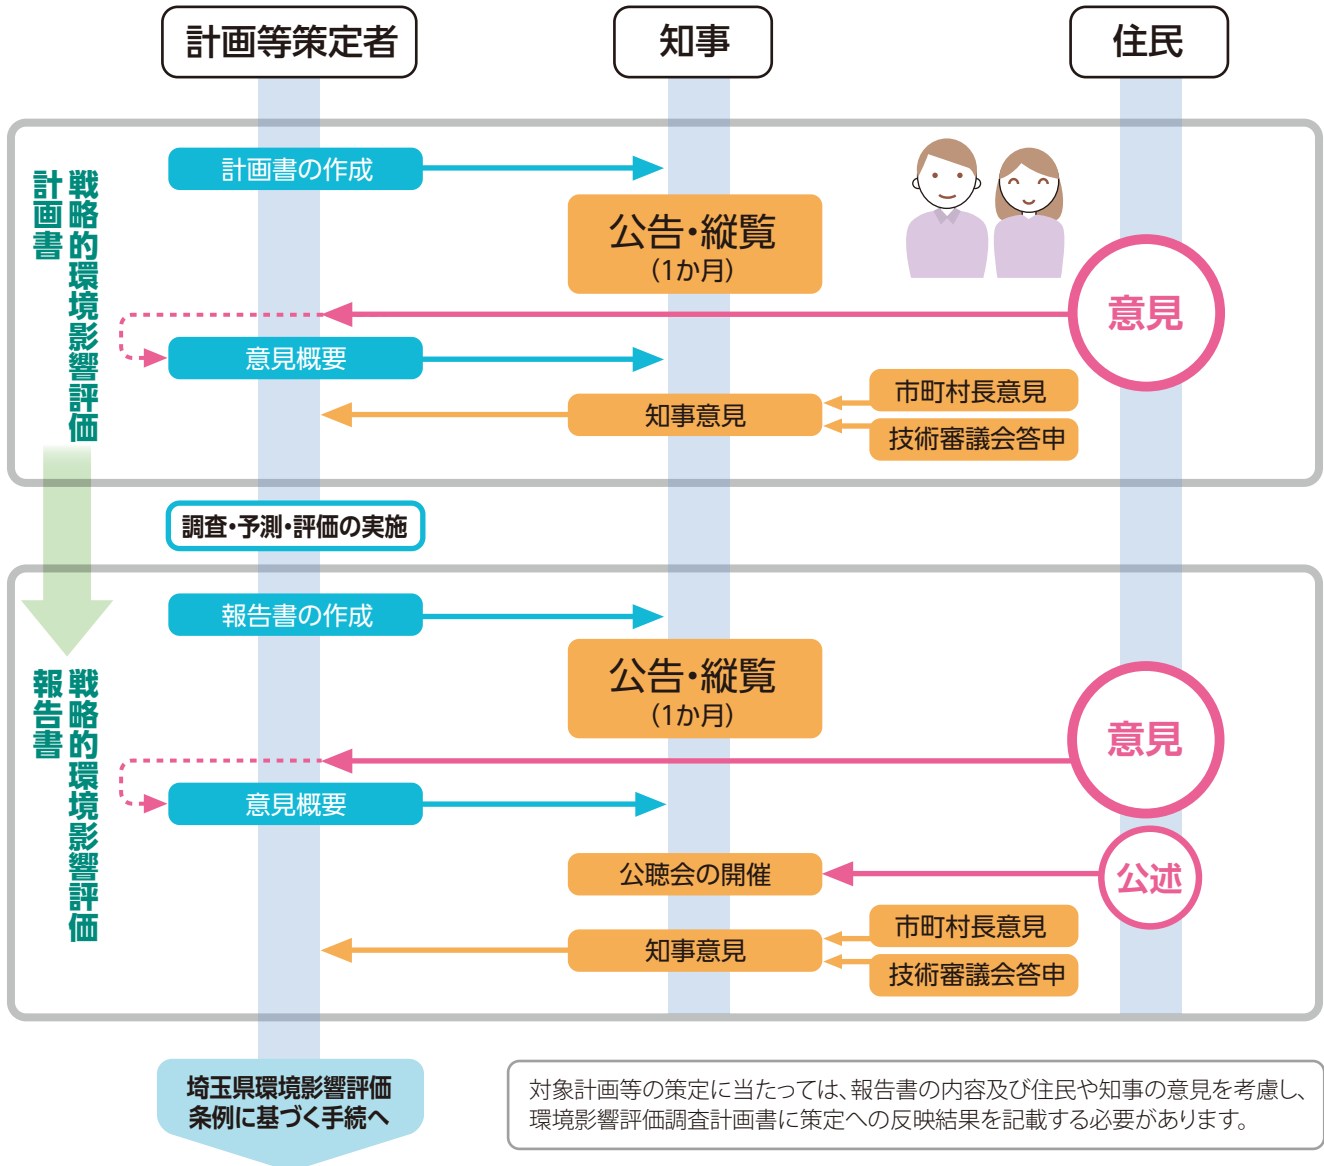 計画等策定者
知事
住民
戦略的環境影響評価
計画書
計画書の作成
公告・縦覧
(1か月)
意見
意見概要
知事意見
市町村長意見
技術審議会答申
調査・予測・評価の実施
戦略的環境影響評価
報告書
報告書の作成
公告・縦覧
(1か月)
意見
意見概要
公聴会の開催
公述
知事意見
市町村長意見
技術審議会答申
埼玉県環境影響評価
条例に基づく手続へ
対象計画等の策定に当たっては、報告書の内容及び住民や知事の意見を考慮し、
環境影響評価調査計画書に策定への反映結果を記載する必要があります。